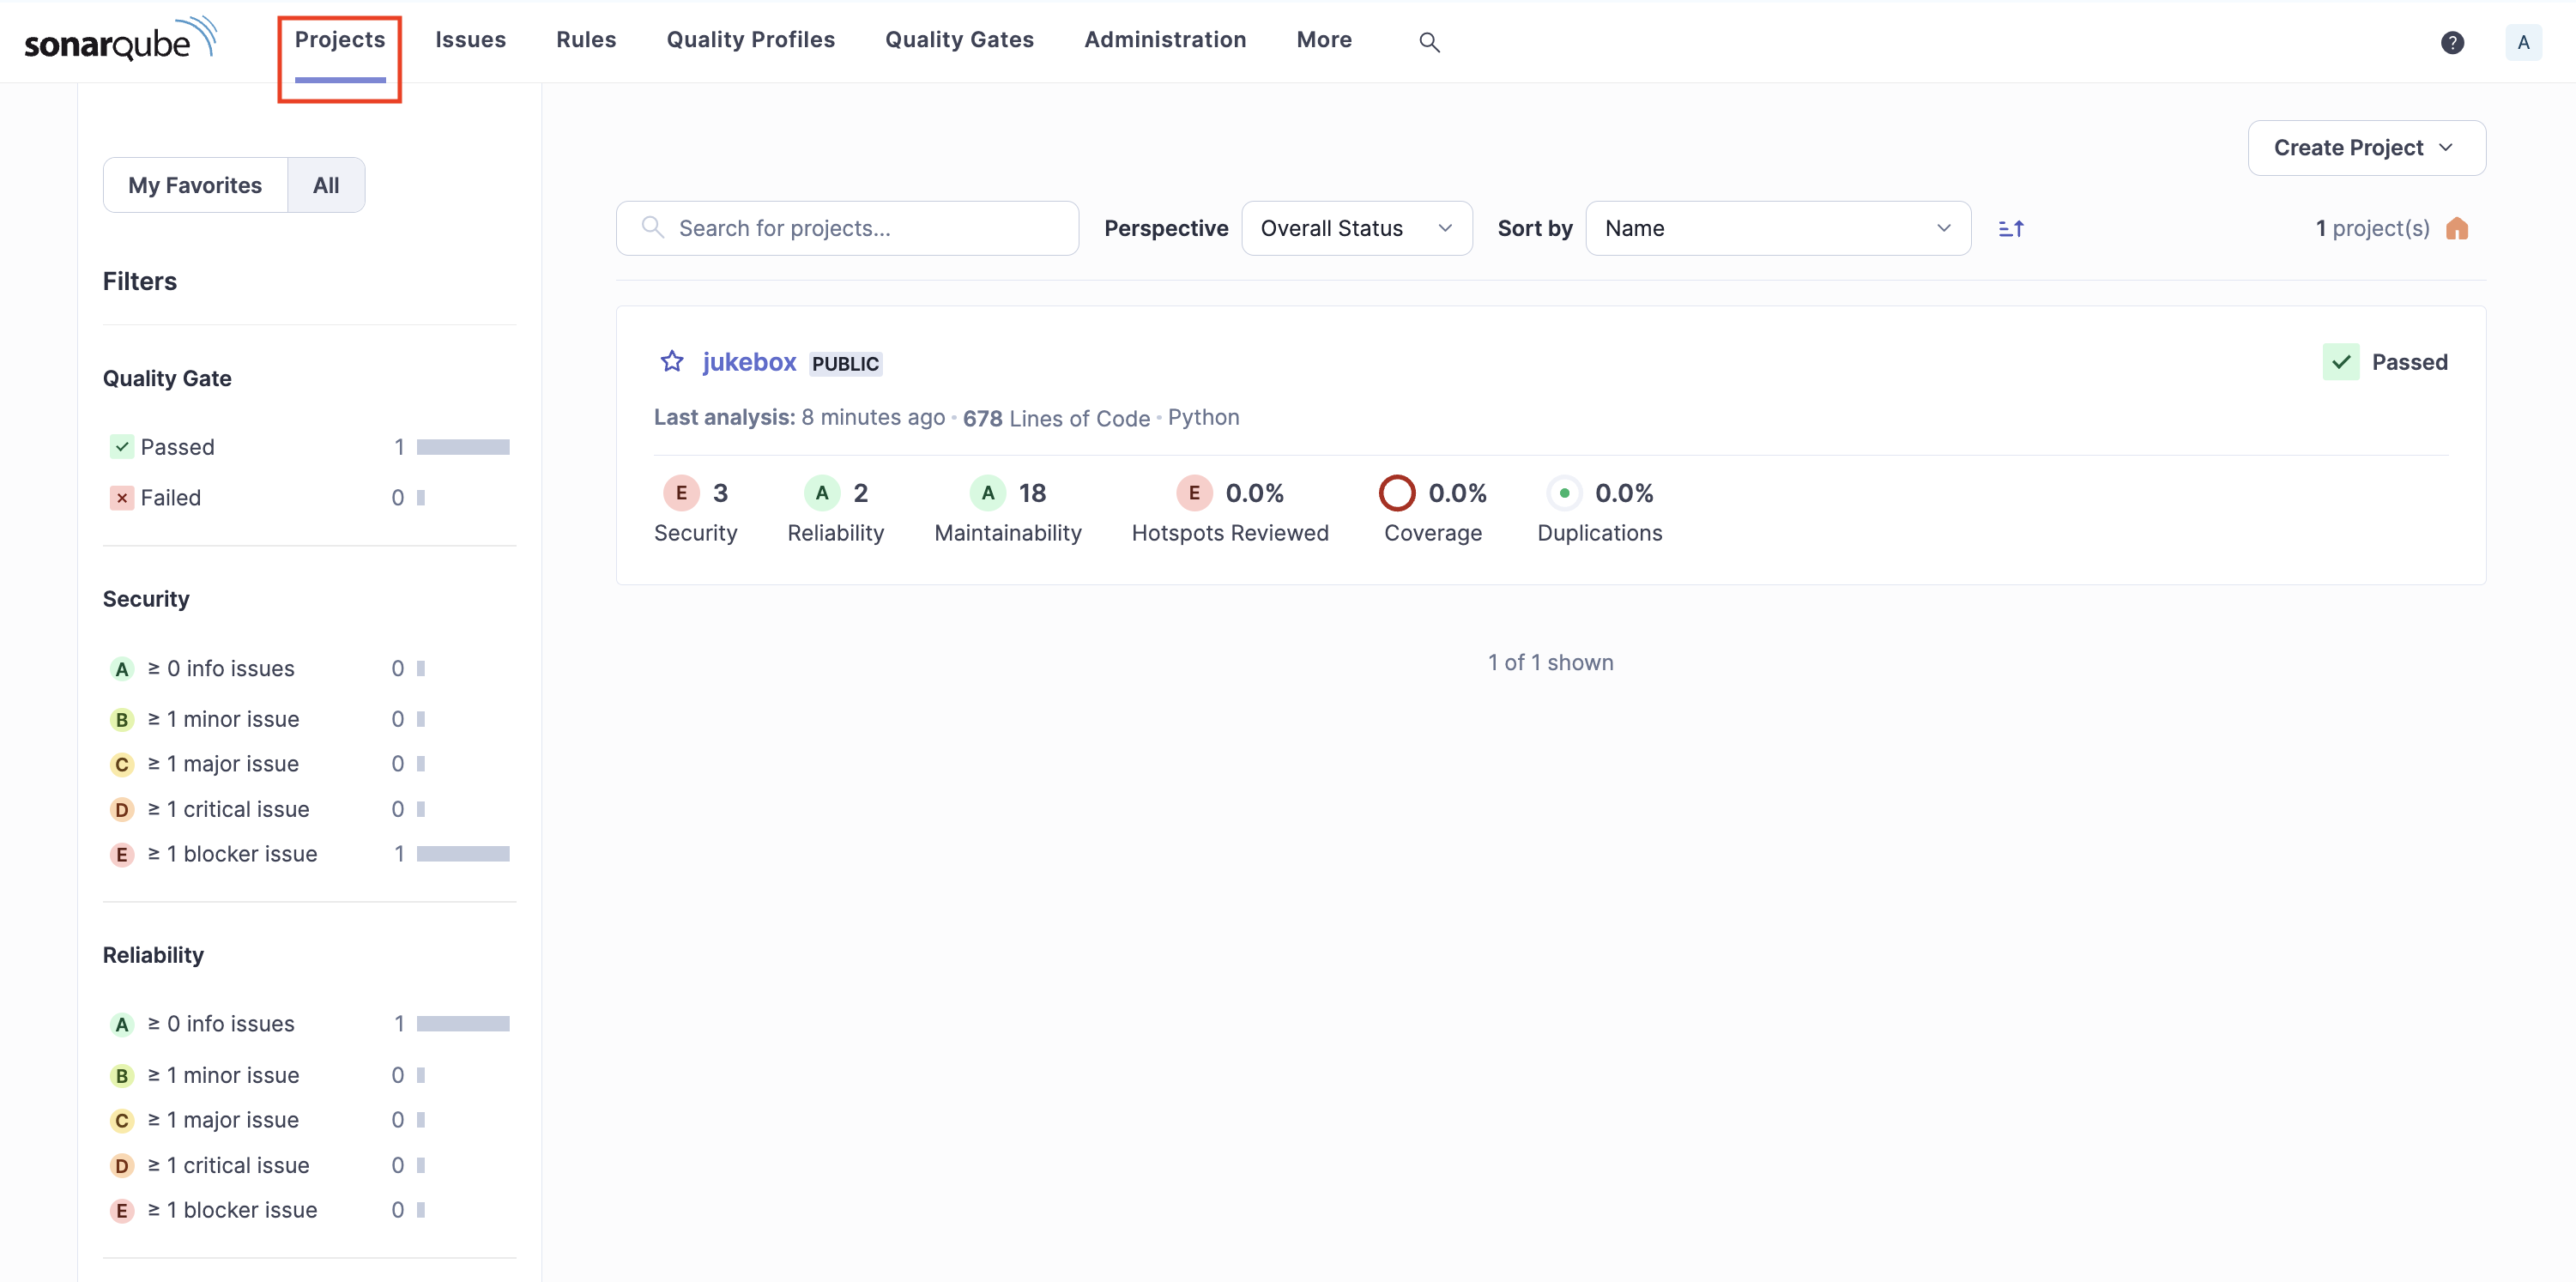 sonarqube
Projects Issues Rules Quality Profiles Quality Gates Administration More ? A
Create Project
My Favorites All
Search for projects... Perspective Overall Status Sort by Name 1 project(s)
Filters
Quality Gate
Passed 1
Failed 0
Security
A ≥ 0 info issues 0
B ≥ 1 minor issue 0
C ≥ 1 major issue 0
D ≥ 1 critical issue 0
E ≥ 1 blocker issue 1
Reliability
A ≥ 0 info issues 1
B ≥ 1 minor issue 0
C ≥ 1 major issue 0
D ≥ 1 critical issue 0
E ≥ 1 blocker issue 0
jukebox PUBLIC Passed
Last analysis: 8 minutes ago • 678 Lines of Code • Python
E 3 A 2 A 18 E 0.0% 0.0% 0.0%
Security Reliability Maintainability Hotspots Reviewed Coverage Duplications
1 of 1 shown